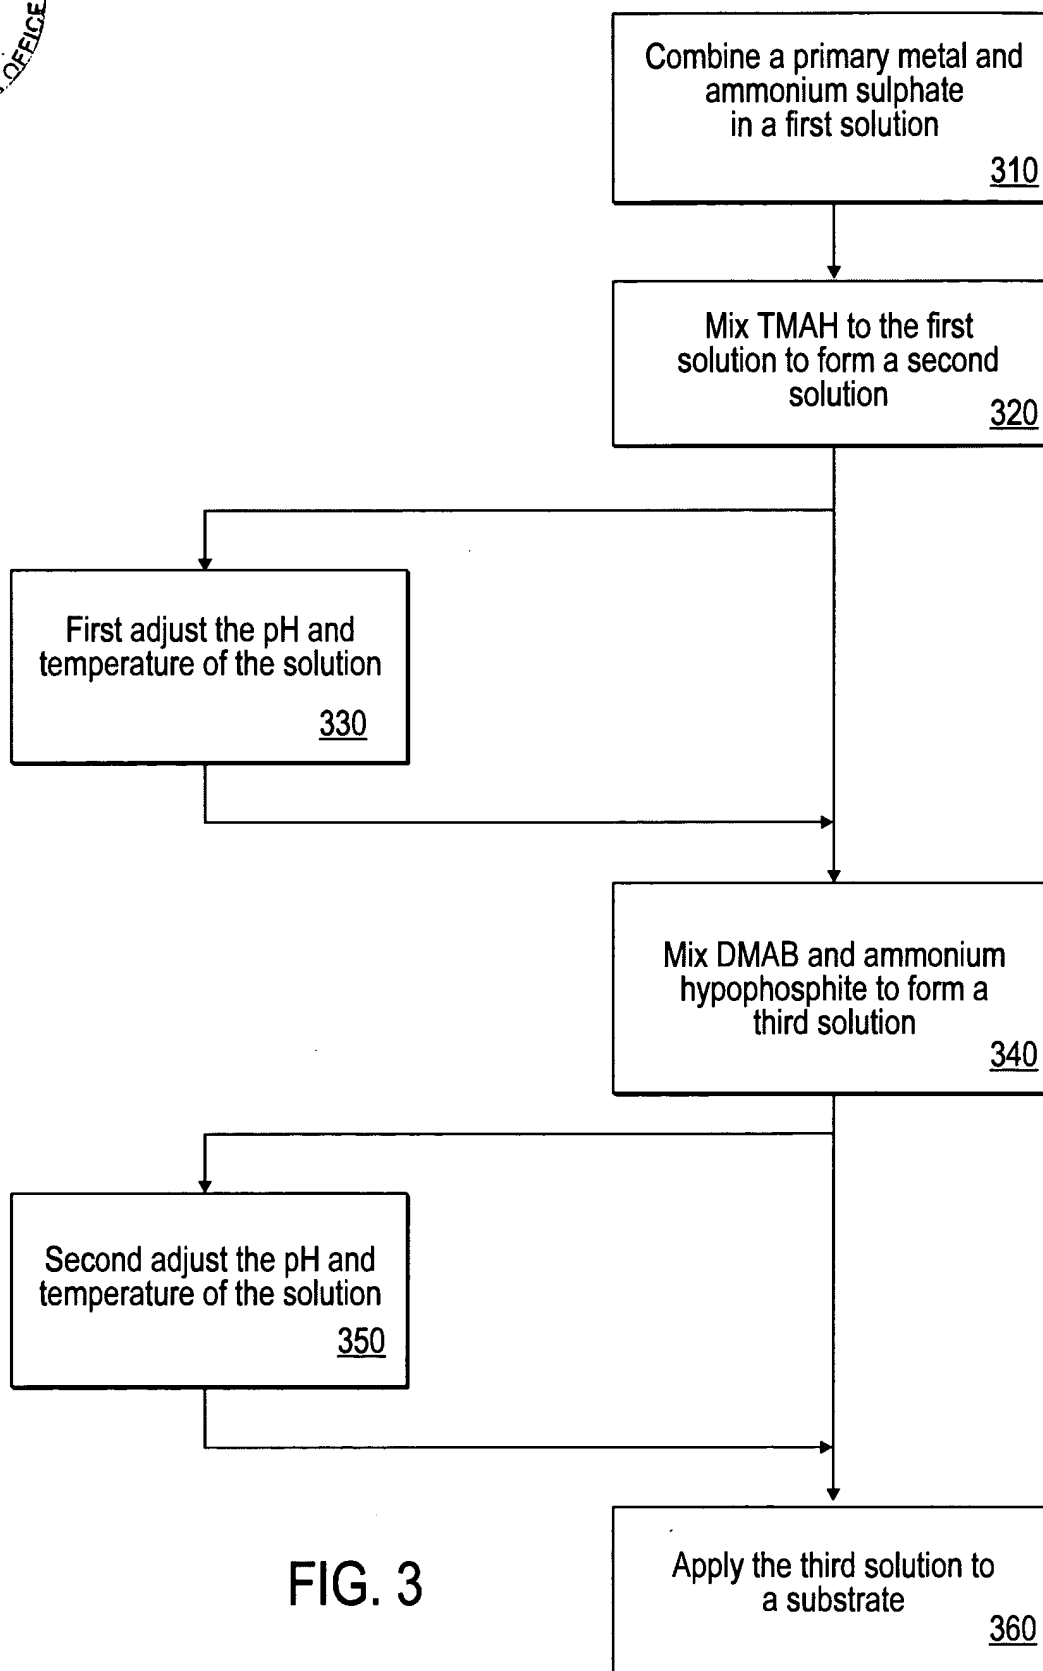 OFFICE
Combine a primary metal and
ammonium sulphate
in a first solution
310
Mix TMAH to the first
solution to form a second
solution
320
First adjust the pH and
temperature of the solution
330
Mix DMAB and ammonium
hypophosphite to form a
third solution
340
Second adjust the pH and
temperature of the solution
350
Apply the third solution to
a substrate
360
FIG. 3